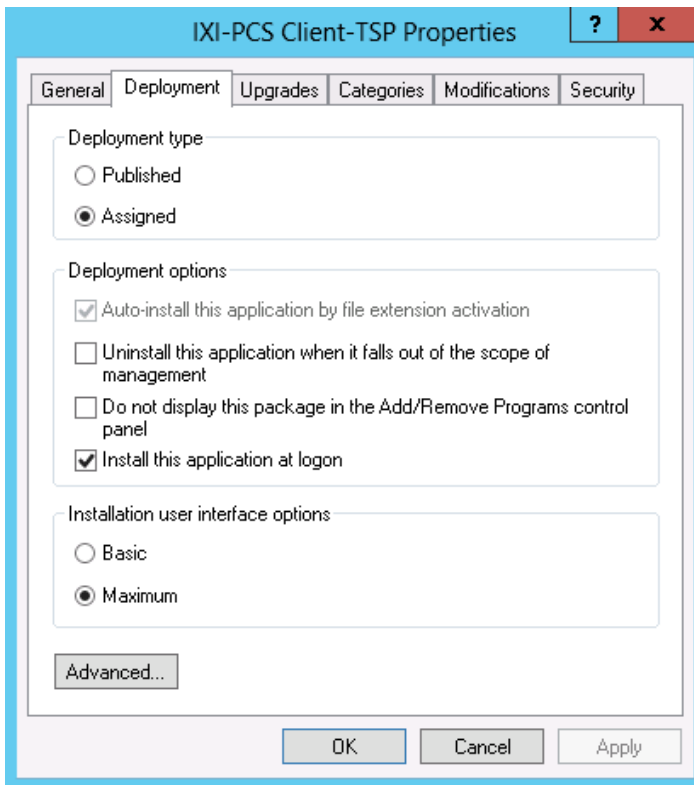 IXI-PCS Client-TSP Properties
?
x
General
Deployment
Upgrades
Categories
Modifications
Security
Deployment type
Published
Assigned
Deployment options
Auto-install this application by file extension activation
Uninstall this application when it falls out of the scope of
management
Do not display this package in the Add/Remove Programs control
panel
Install this application at logon
Installation user interface options
Basic
Maximum
Advanced...
OK
Cancel
Apply